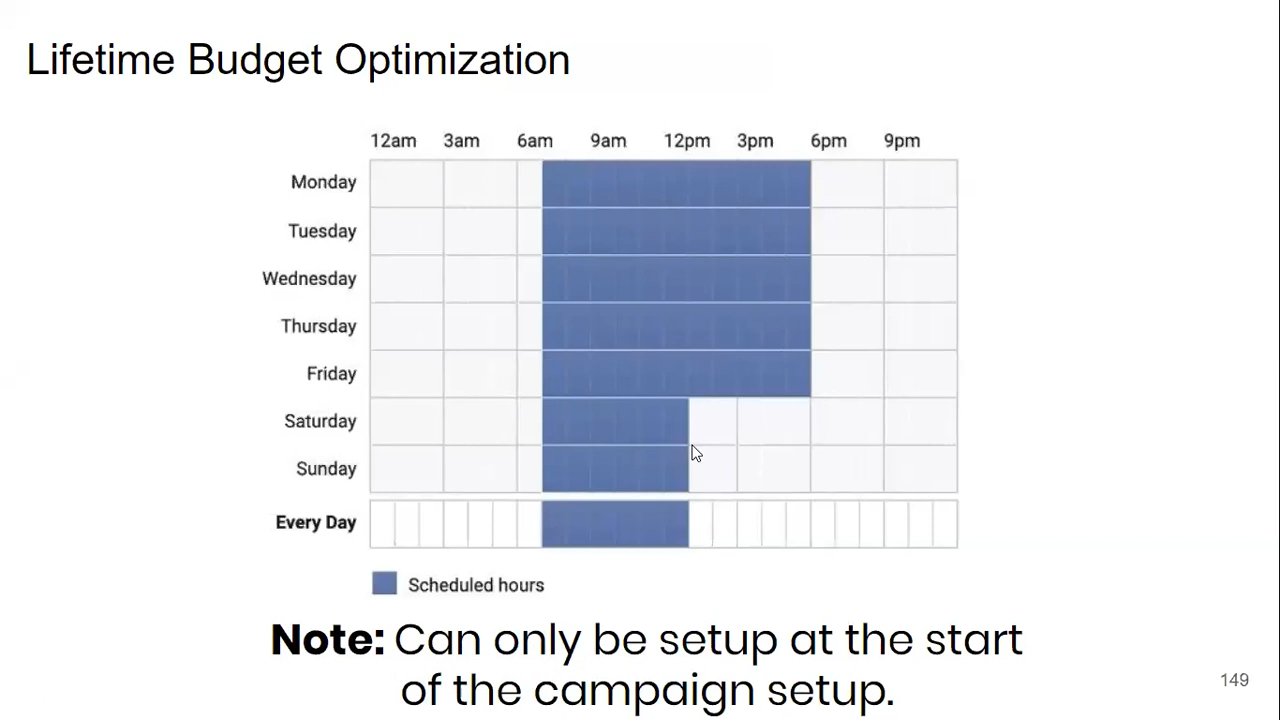 Lifetime Budget Optimization
12am 3am 6am 9am 12pm 3pm 6pm 9pm
Monday
Tuesday
Wednesday
Thursday
Friday
Saturday
Sunday
Every Day
Scheduled hours
Note: Can only be setup at the start
of the campaign setup.
149